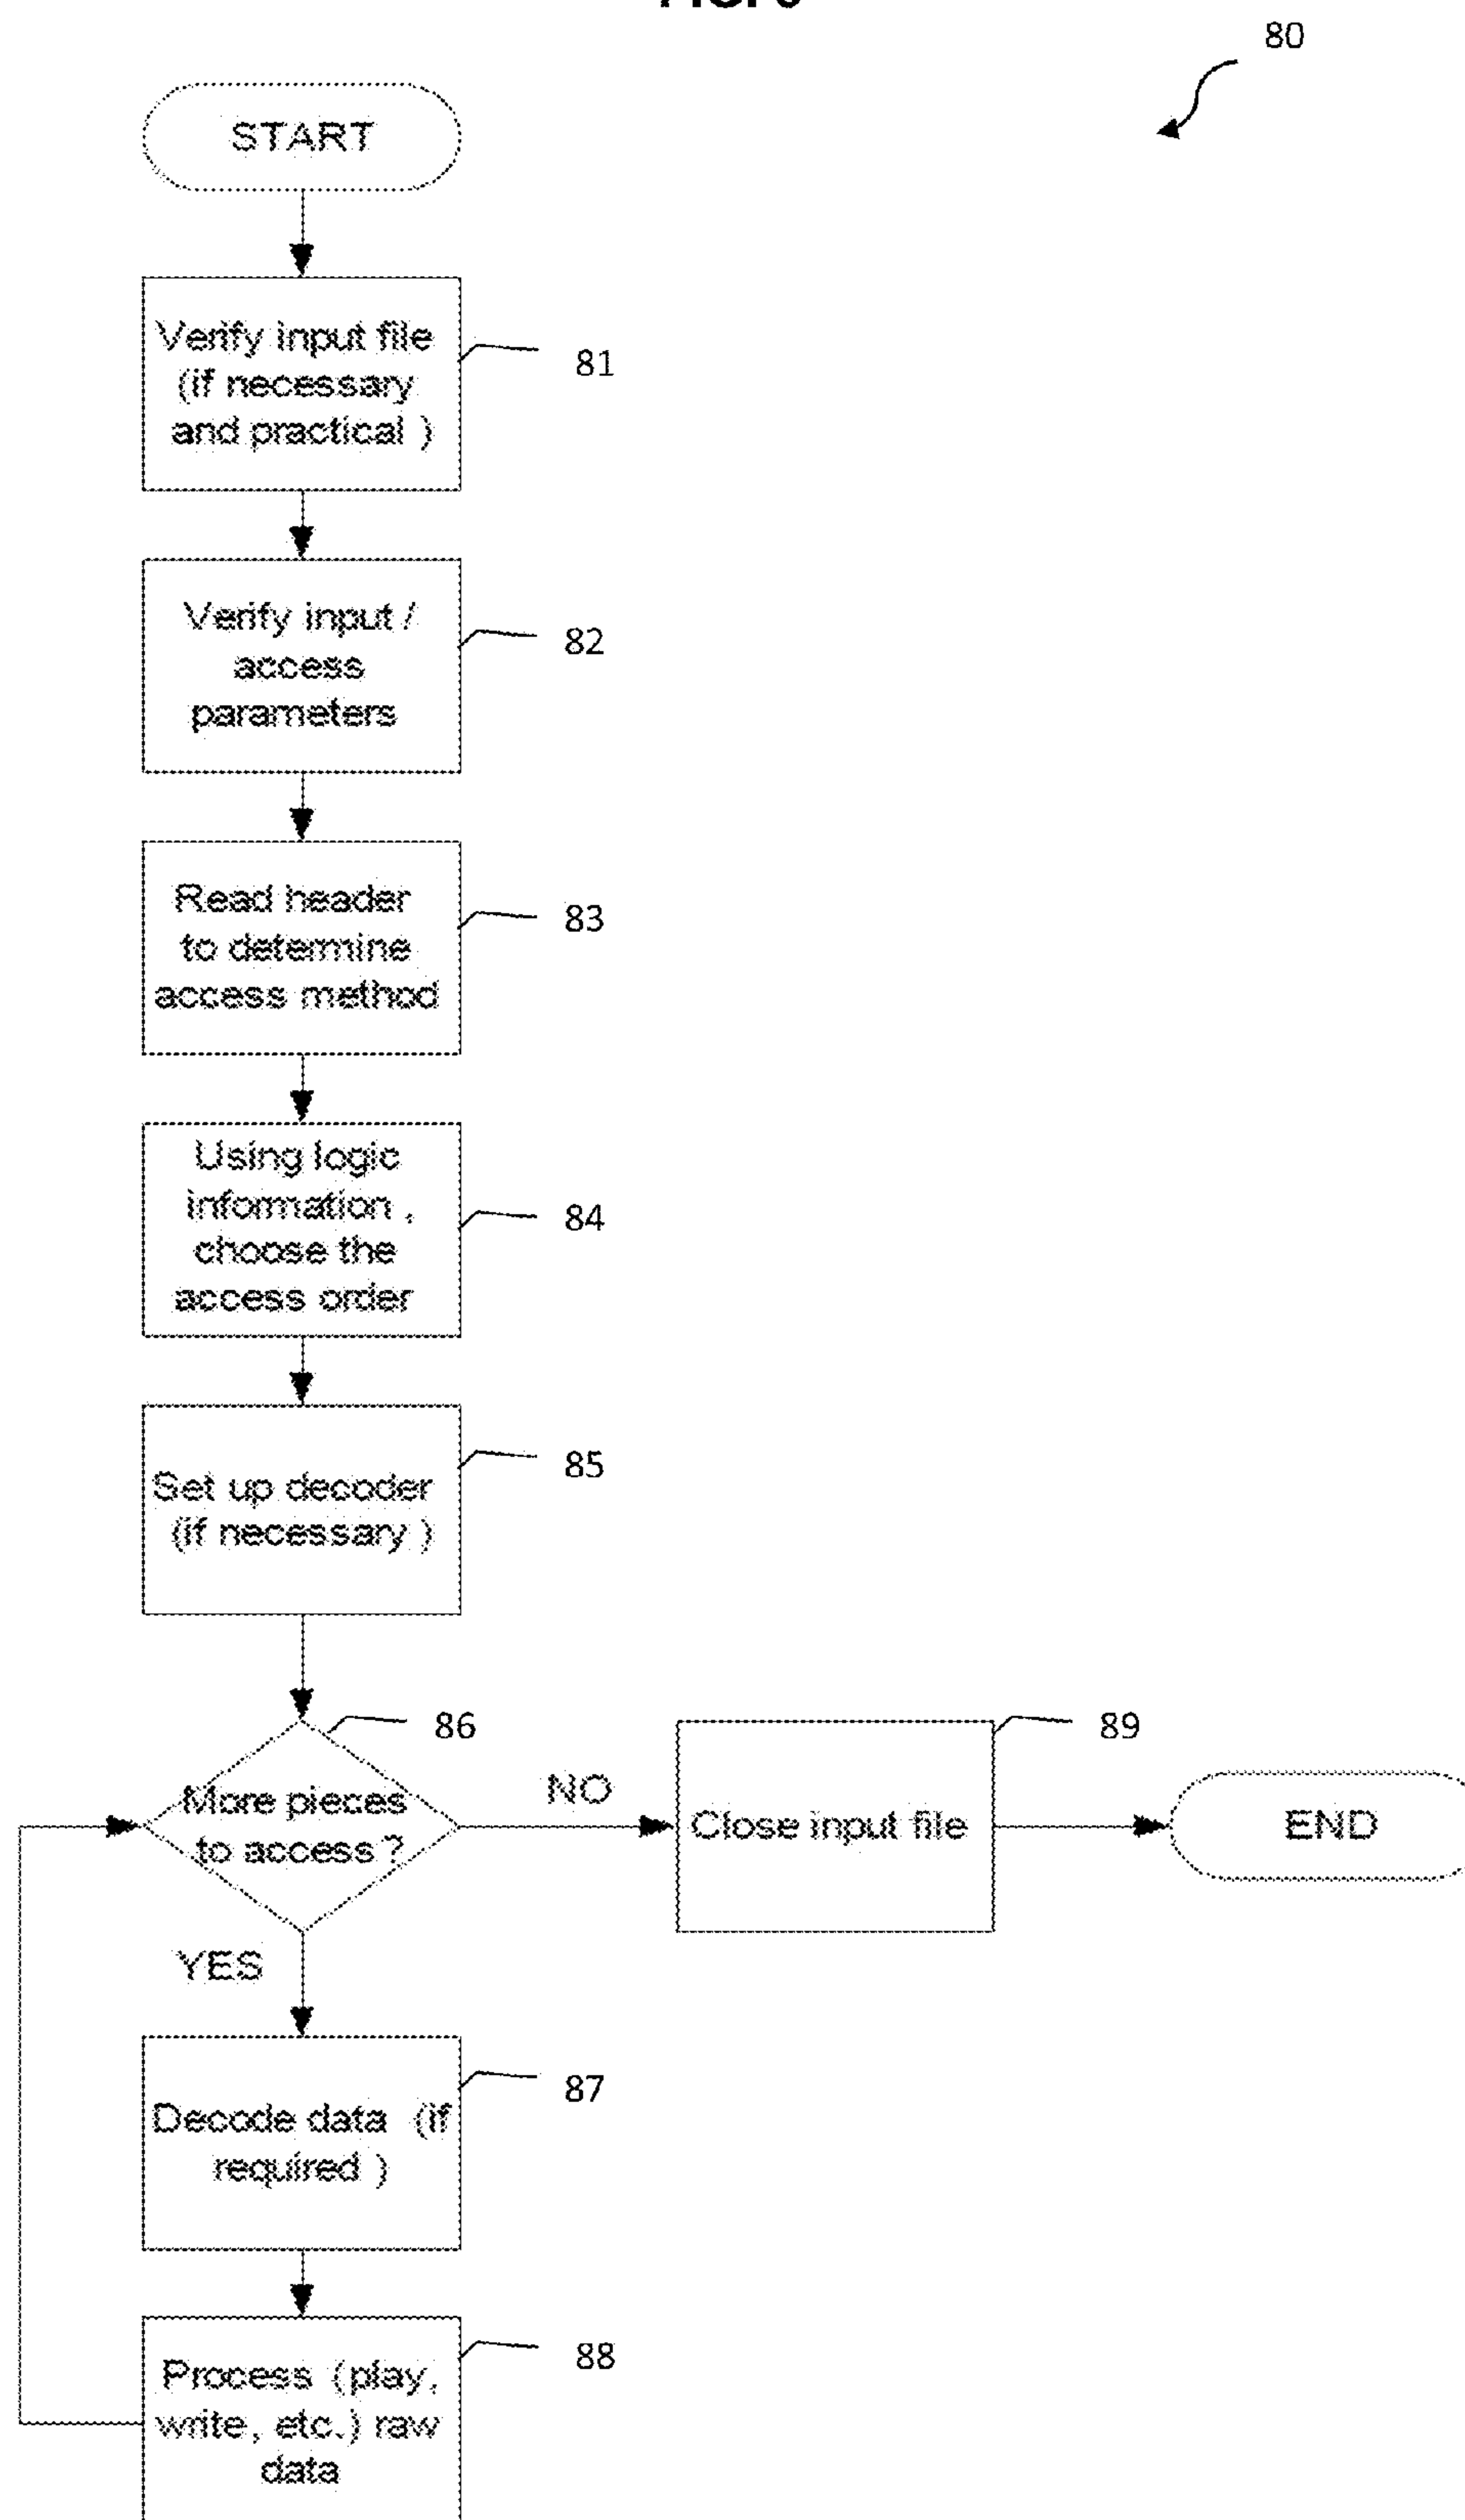 80
START
Verify input file
(if necessary
and practical )
81
Verify input /
access
parameters
82
Read header
to determine
access method
83
Using logic
information ,
choose the
access order
84
Set up decoder
(if necessary )
85
86
More pieces
to access ?
NO
Close input file
89
END
YES
Decode data (if
required )
87
Process (play,
write, etc.) raw
data
88